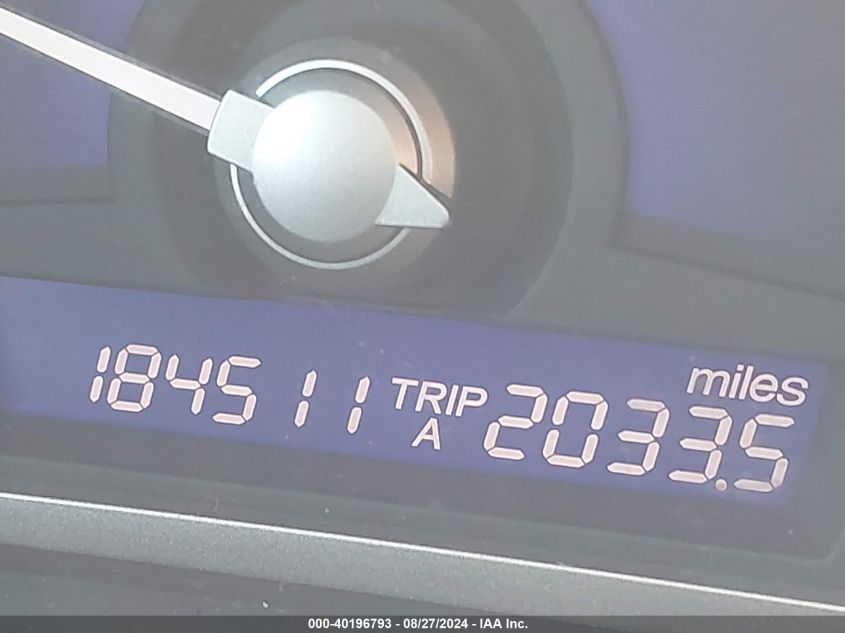 miles
184511 TRIP A 2033.5
000-40196793 - 08/27/2024 - IAA Inc.